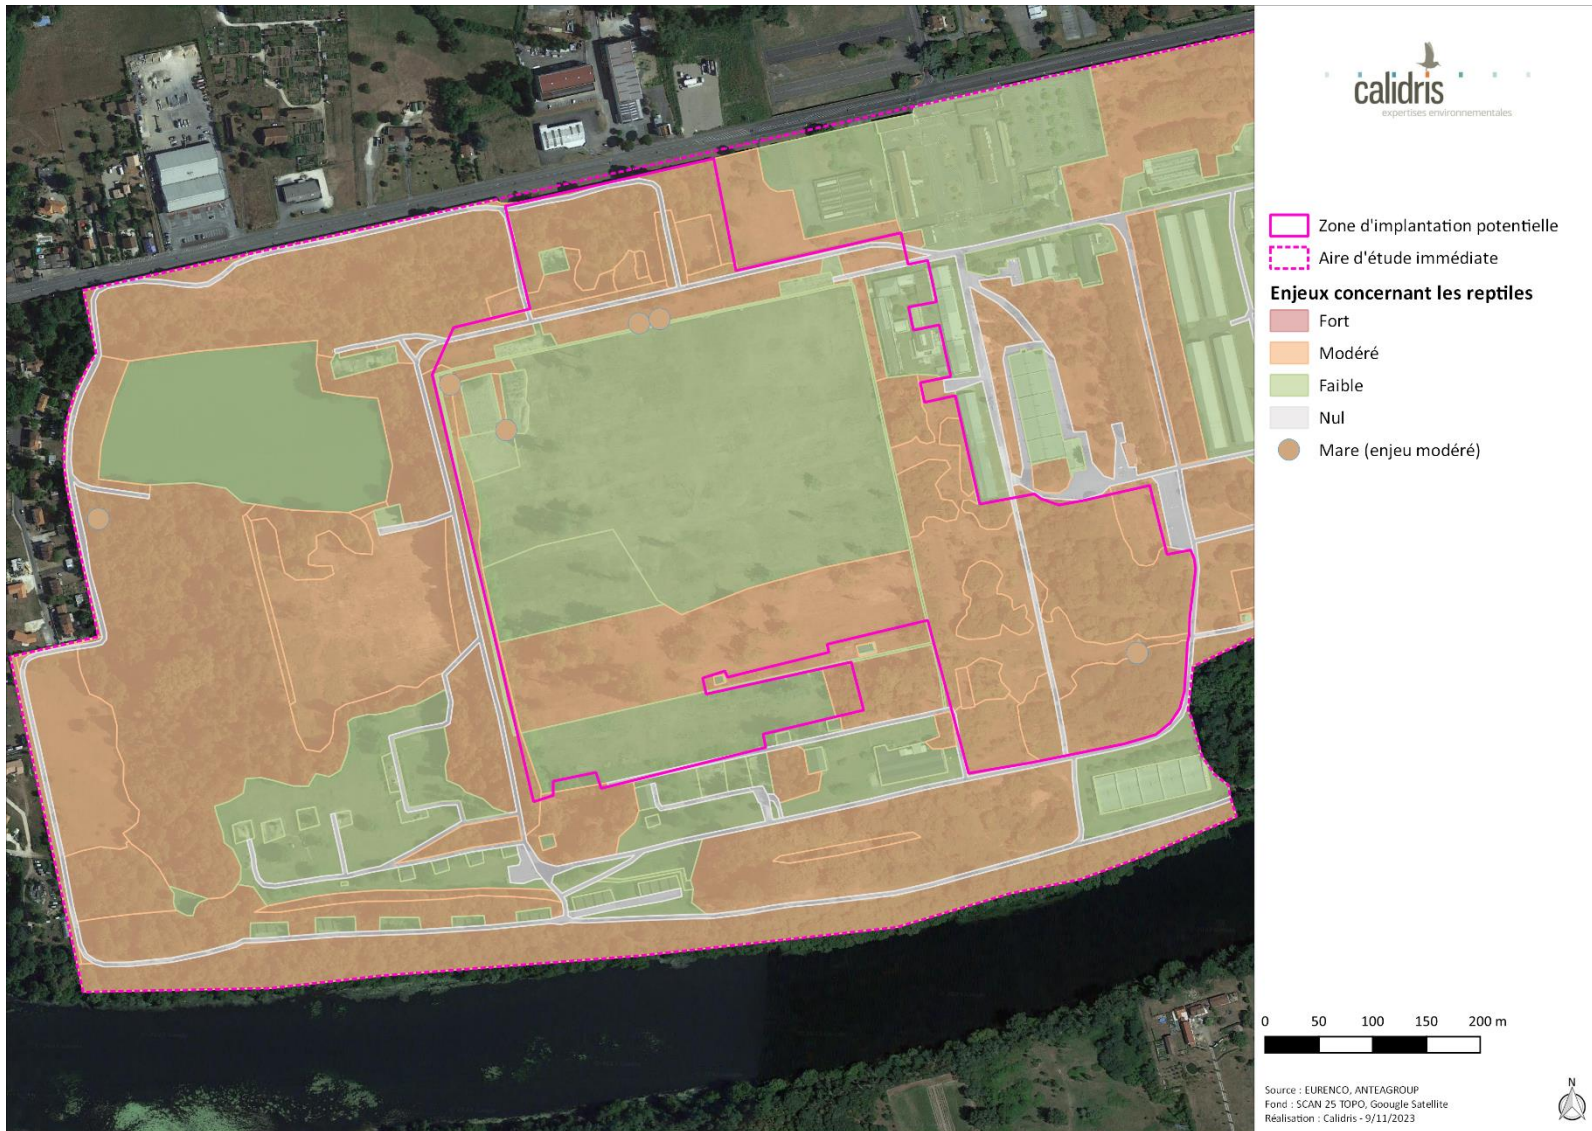 calidris
expertises environnementales
Zone d'implantation potentielle
Aire d'étude immédiate
Enjeux concernant les reptiles
Fort
Modéré
Faible
Nul
Mare (enjeu modéré)
0 50 100 150 200 m
Source : EURENCO, ANTEAGROUP
Fond : SCAN 25 TOPO, Goougle Satellite
Réalisation : Calidris - 9/11/2023
N